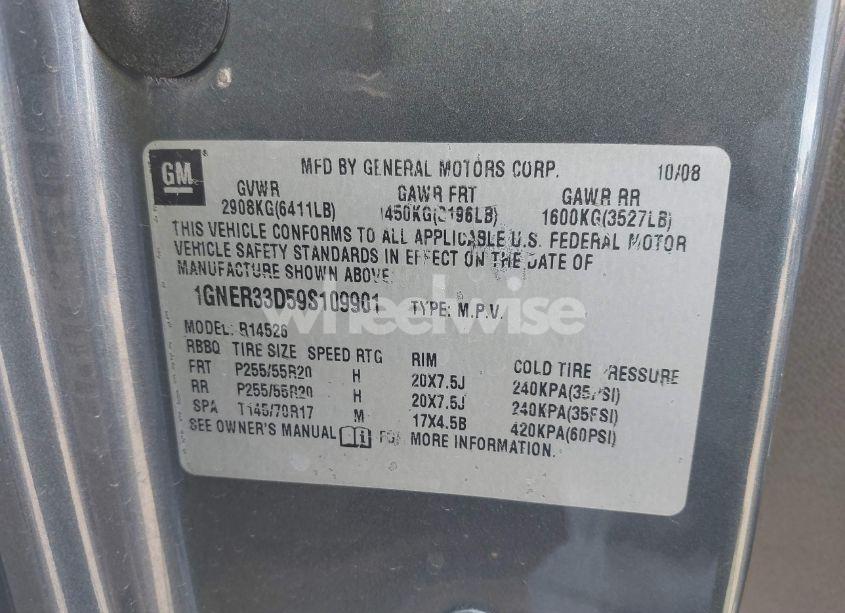 GM
MFD BY GENERAL MOTORS CORP. 10/08
GVWR GAWR FRT GAWR RR
2908KG(6411LB) 1450KG(3196LB) 1600KG(3527LB)
THIS VEHICLE CONFORMS TO ALL APPLICABLE U.S. FEDERAL MOTOR
VEHICLE SAFETY STANDARDS IN EFFECT ON THE DATE OF
MANUFACTURE SHOWN ABOVE.
1GNER33D59S109901 TYPE: M.P.V.
wheelwise
MODEL: R14526
RBBQ TIRE SIZE SPEED RTG RIM COLD TIRE PRESSURE
FRT P255/55R20 H 20X7.5J 240KPA(35PSI)
RR P255/55R20 H 20X7.5J 240KPA(35PSI)
SPA T145/70R17 M 17X4.5B 420KPA(60PSI)
SEE OWNER'S MANUAL FOR MORE INFORMATION.